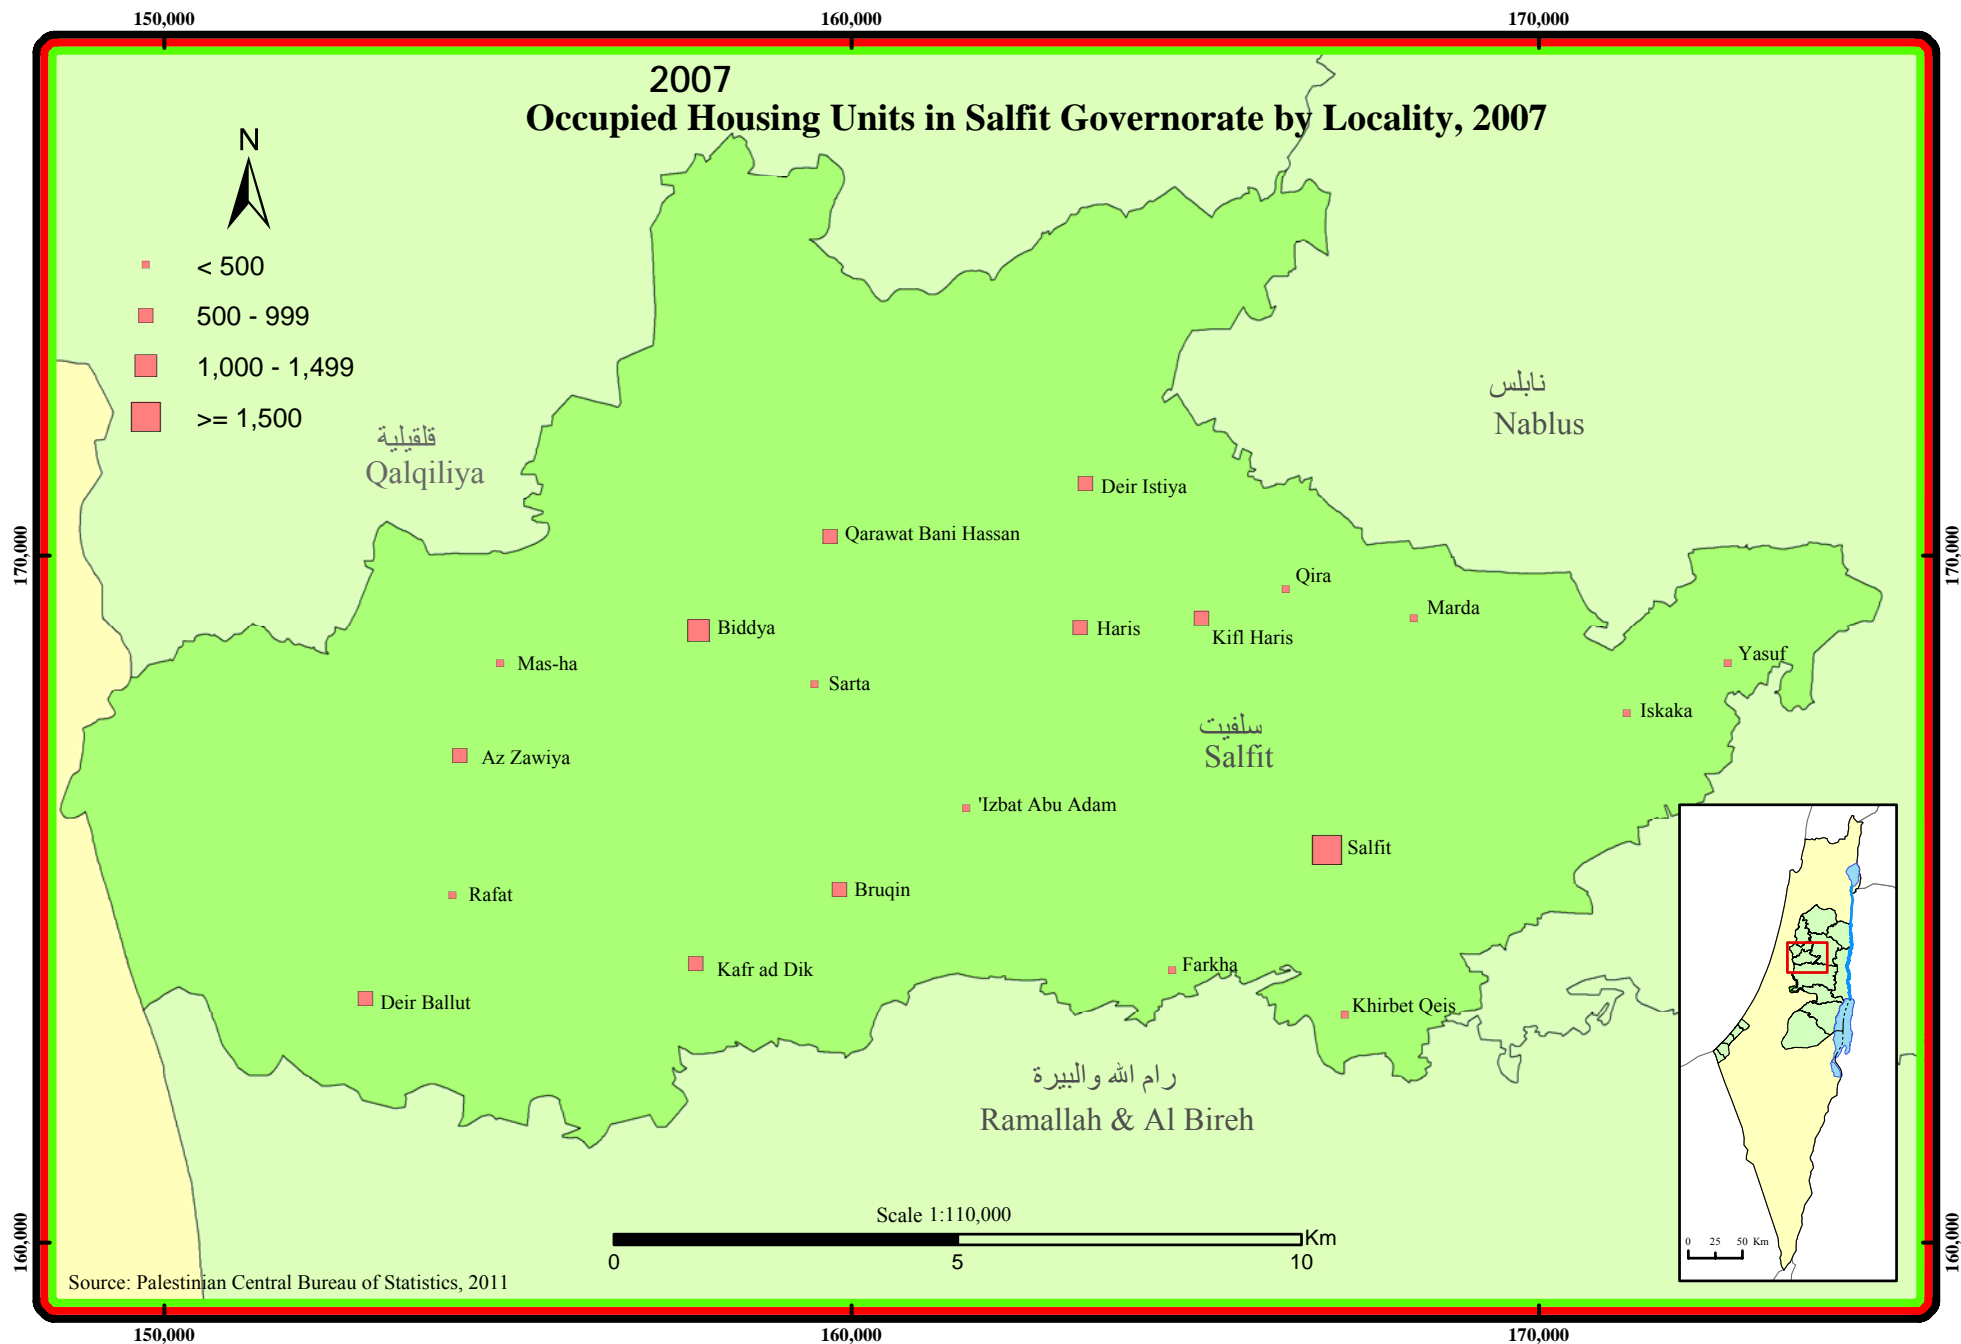 150,000
160,000
170,000
2007
Occupied Housing Units in Salfit Governorate by Locality, 2007
N
< 500
500 - 999
1,000 - 1,499
>= 1,500
نابلس
Nablus
قلقيلية
Qalqiliya
Deir Istiya
Qarawat Bani Hassan
170,000
170,000
Qira
Marda
Biddya
Haris
Kifl Haris
Yasuf
Mas-ha
Sarta
Iskaka
سلفيت
Salfit
Az Zawiya
'Izbat Abu Adam
Salfit
Rafat
Bruqin
Kafr ad Dik
Farkha
Deir Ballut
Khirbet Qeis
رام الله والبيرة
Ramallah & Al Bireh
Scale 1:110,000
Km
0
5
10
160,000
160,000
0 25 50 Km
Source: Palestinian Central Bureau of Statistics, 2011
150,000
160,000
170,000